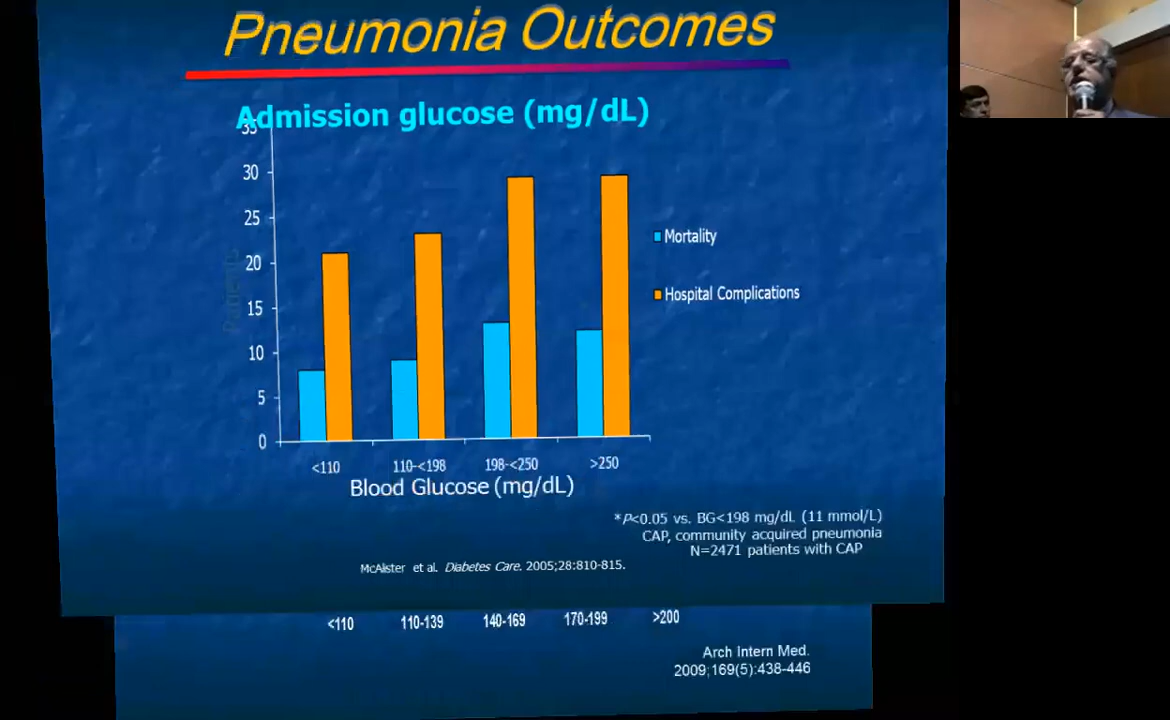 Pneumonia Outcomes
Admission glucose (mg/dL)
35
30
25
20
15
10
5
0
Mortality
Hospital Complications
<110 110-<198 198-<250 >250
Blood Glucose (mg/dL)
*P<0.05 vs. BG<198 mg/dL (11 mmol/L)
CAP, community acquired pneumonia
N=2471 patients with CAP
McAlister et al. Diabetes Care. 2005;28:810-815.
<110 110-139 140-169 170-199 >200
Arch Intern Med.
2009;169(5):438-446